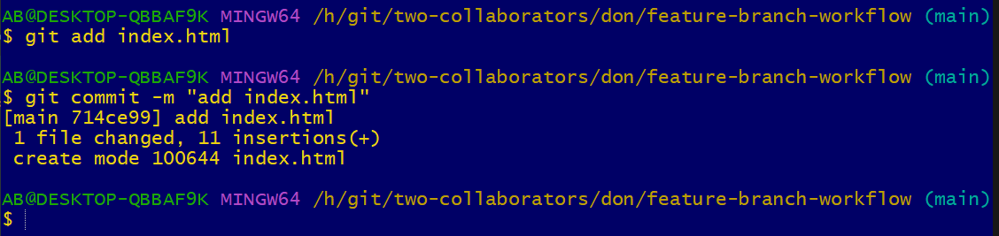 AB@DESKTOP-QBBAF9K MINGW64 /h/git/two-collaborators/don/feature-branch-workflow (main)
$ git add index.html
AB@DESKTOP-QBBAF9K MINGW64 /h/git/two-collaborators/don/feature-branch-workflow (main)
$ git commit -m "add index.html"
[main 714ce99] add index.html
 1 file changed, 11 insertions(+)
 create mode 100644 index.html
AB@DESKTOP-QBBAF9K MINGW64 /h/git/two-collaborators/don/feature-branch-workflow (main)
$